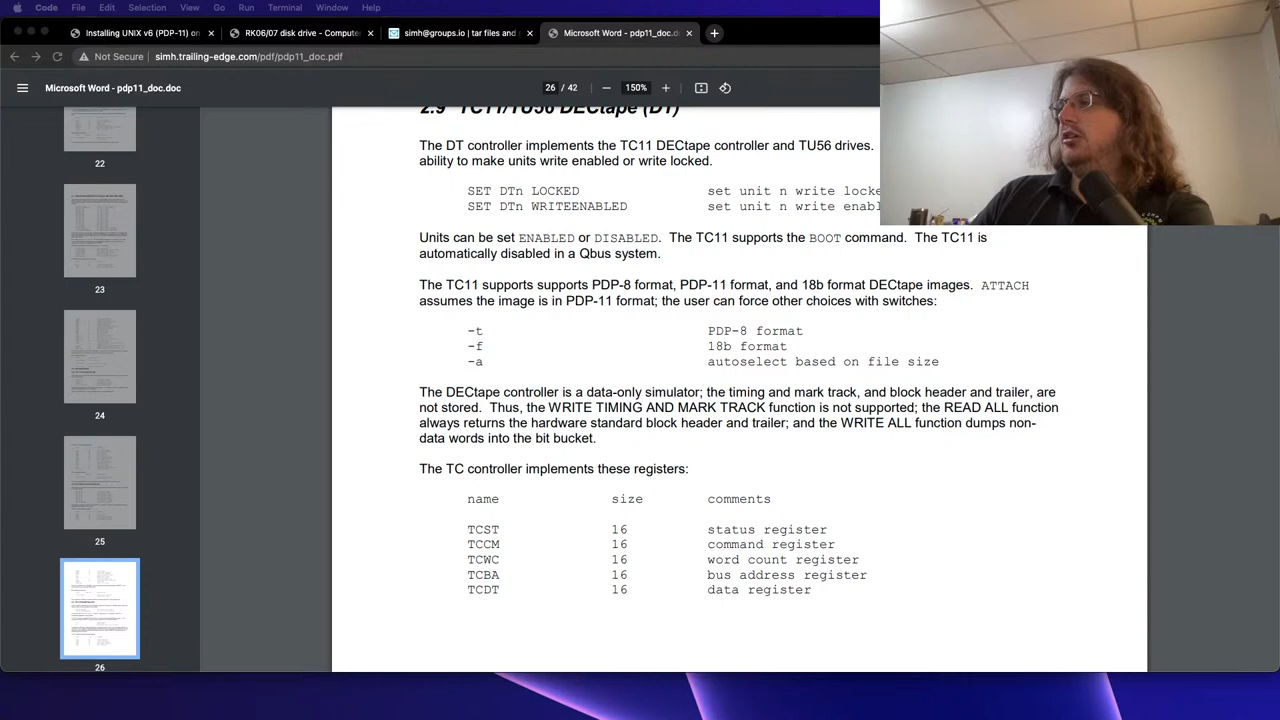 Code File Edit Selection View Go Run Terminal Window Help
Installing UNIX v6 (PDP-11) on × RK06/07 disk drive - Compute × simh@groups.io | tar files and × Microsoft Word - pdp11_doc.d ×
Not Secure simh.trailing-edge.com/pdf/pdp11_doc.pdf
Microsoft Word - pdp11_doc.doc 26 / 42 150%
22
23
24
25
26
2.9 TC11/TU56 DECtape (DT)
The DT controller implements the TC11 DECtape controller and TU56 drives.
ability to make units write enabled or write locked.
SET DTn LOCKED set unit n write locke
SET DTn WRITEENABLED set unit n write enabl
Units can be set ENABLED or DISABLED. The TC11 supports the BOOT command. The TC11 is
automatically disabled in a Qbus system.
The TC11 supports supports PDP-8 format, PDP-11 format, and 18b format DECtape images. ATTACH
assumes the image is in PDP-11 format; the user can force other choices with switches:
-t PDP-8 format
-f 18b format
-a autoselect based on file size
The DECtape controller is a data-only simulator; the timing and mark track, and block header and trailer, are
not stored. Thus, the WRITE TIMING AND MARK TRACK function is not supported; the READ ALL function
always returns the hardware standard block header and trailer; and the WRITE ALL function dumps non-
data words into the bit bucket.
The TC controller implements these registers:
name size comments
TCST 16 status register
TCCM 16 command register
TCWC 16 word count register
TCBA 16 bus address register
TCDT 16 data register